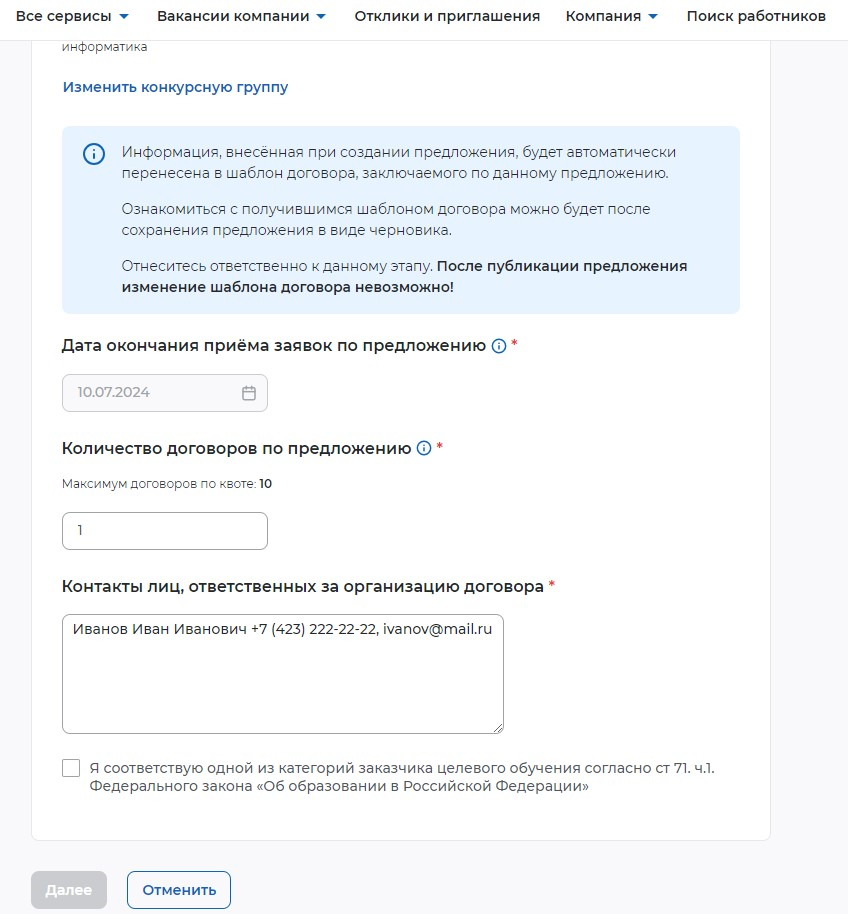 Все сервисы Вакансии компании Отклики и приглашения Компания Поиск работников
информатика
Изменить конкурсную группу
Информация, внесённая при создании предложения, будет автоматически
перенесена в шаблон договора, заключаемого по данному предложению.
Ознакомиться с получившимся шаблоном договора можно будет после
сохранения предложения в виде черновика.
Отнеситесь ответственно к данному этапу. После публикации предложения
изменение шаблона договора невозможно!
Дата окончания приёма заявок по предложению *
10.07.2024
Количество договоров по предложению *
Максимум договоров по квоте: 10
1
Контакты лиц, ответственных за организацию договора *
Иванов Иван Иванович +7 (423) 222-22-22, ivanov@mail.ru
Я соответствую одной из категорий заказчика целевого обучения согласно ст 71. ч.1.
Федерального закона «Об образовании в Российской Федерации»
Далее Отменить